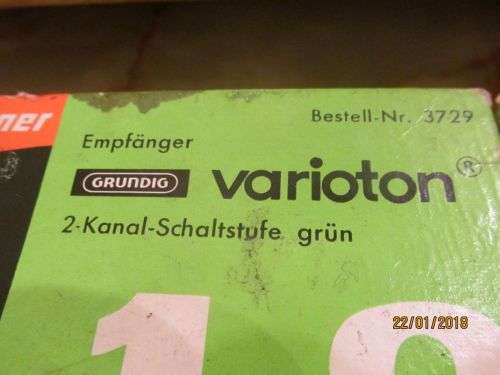 Bestell-Nr. 3729
Empfänger
GRUNDIG varioton®
2-Kanal-Schaltstufe grün
22/01/2018